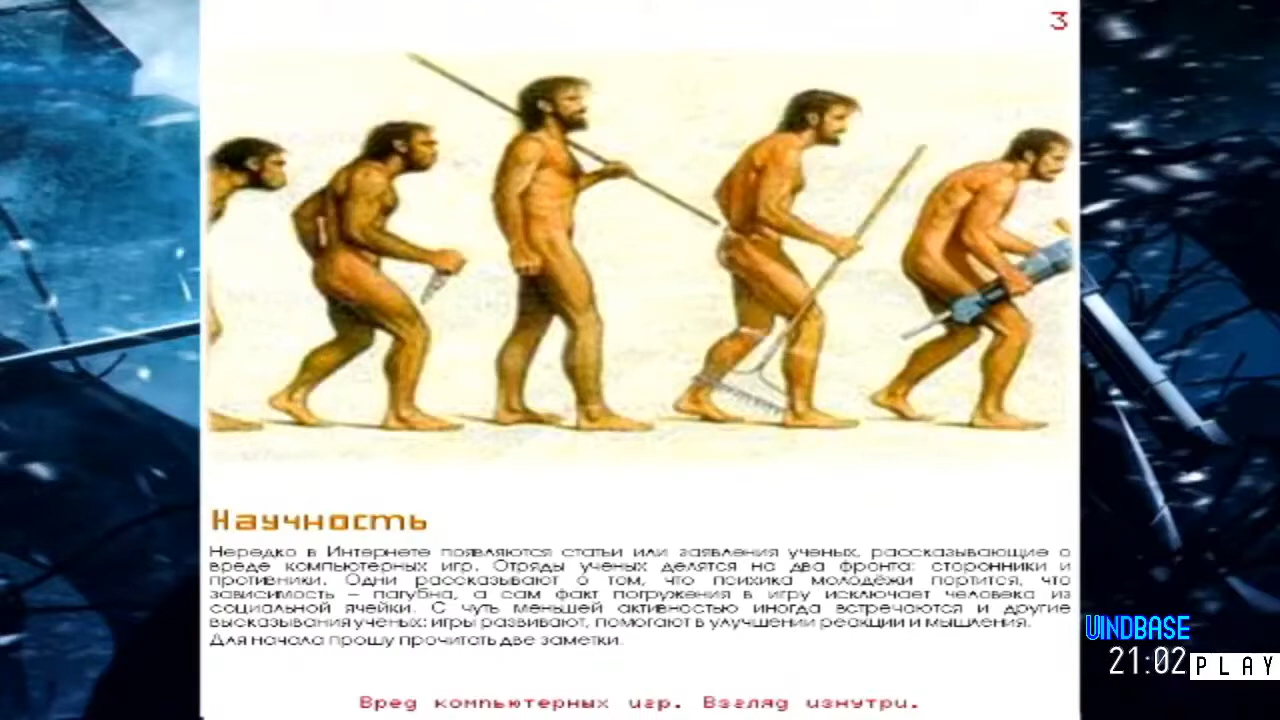 3
Научность
Нередко в Интернете появляются статьи или заявления ученых, рассказывающие о
вреде компьютерных игр. Отряды ученых делятся на два фронта: сторонники и
противники. Одни рассказывают о том, что психика молодёжи портится, что
зависимость – пагубна, а сам факт погружения в игру исключает человека из
социальной ячейки. С чуть меньшей активностью иногда встречаются и другие
высказывания ученых: игры развивают, помогают в улучшении реакции и мышления.
Для начала прошу прочитать две заметки.
Вред компьютерных игр. Взгляд изнутри.
UINDBASE
21:02
PLAY